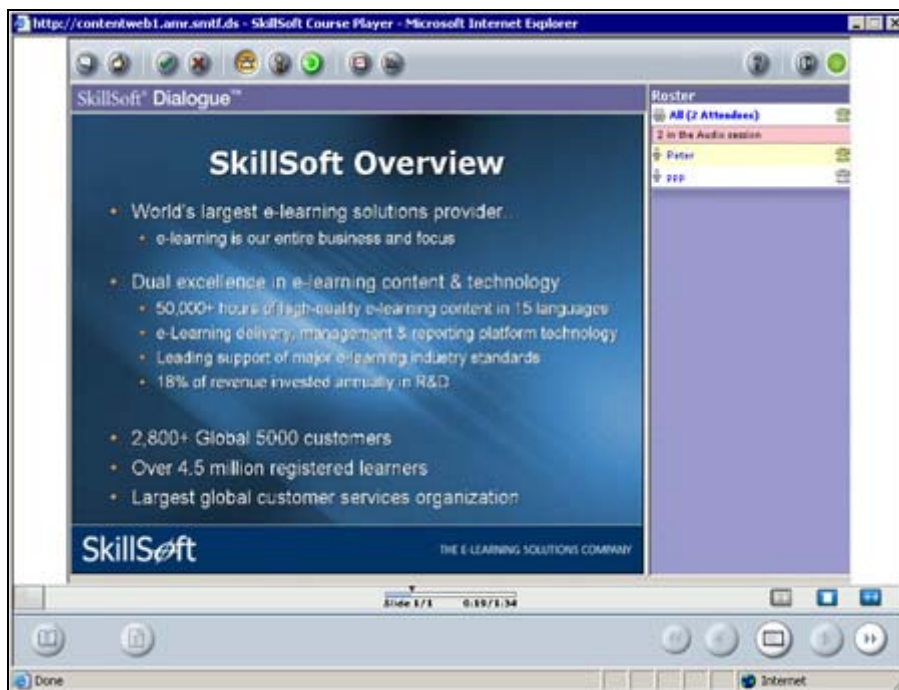 http://contentweb1.amr.smtf.ds - SkillSoft Course Player - Microsoft Internet Explorer
SkillSoft® Dialogue™
Roster
All (2 Attendees)
2 in the Audio session
Peter
ppp
SkillSoft Overview
• World's largest e-learning solutions provider...
• e-learning is our entire business and focus
• Dual excellence in e-learning content & technology
• 50,000+ hours of high-quality e-learning content in 15 languages
• e-Learning delivery, management & reporting platform technology
• Leading support of major e-learning industry standards
• 18% of revenue invested annually in R&D
• 2,800+ Global 5000 customers
• Over 4.5 million registered learners
• Largest global customer services organization
SkillSoft
THE E-LEARNING SOLUTIONS COMPANY
Slide 1/1 0:19/1:34
Done
Internet